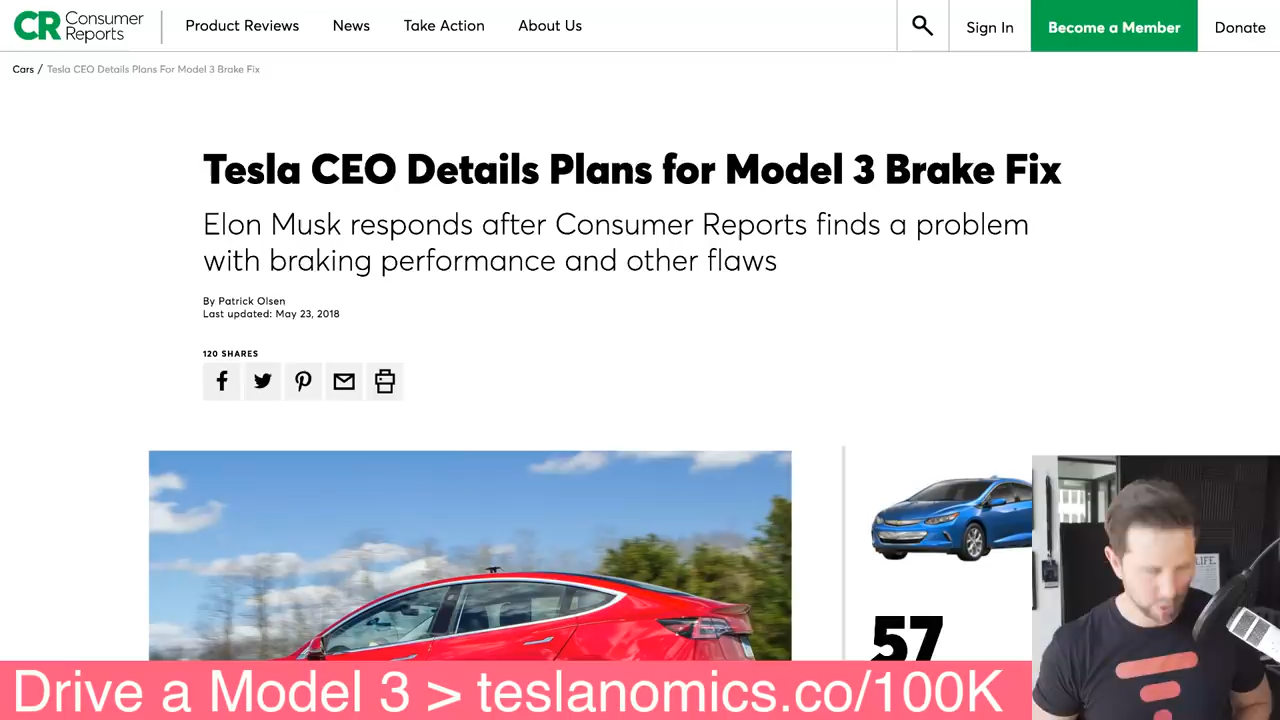 CR Consumer Reports
Product Reviews
News
Take Action
About Us
Sign In
Become a Member
Donate
Cars / Tesla CEO Details Plans For Model 3 Brake Fix
Tesla CEO Details Plans for Model 3 Brake Fix
Elon Musk responds after Consumer Reports finds a problem
with braking performance and other flaws
By Patrick Olsen
Last updated: May 23, 2018
120 SHARES
57
LIFE
Drive a Model 3 > teslanomics.co/100K